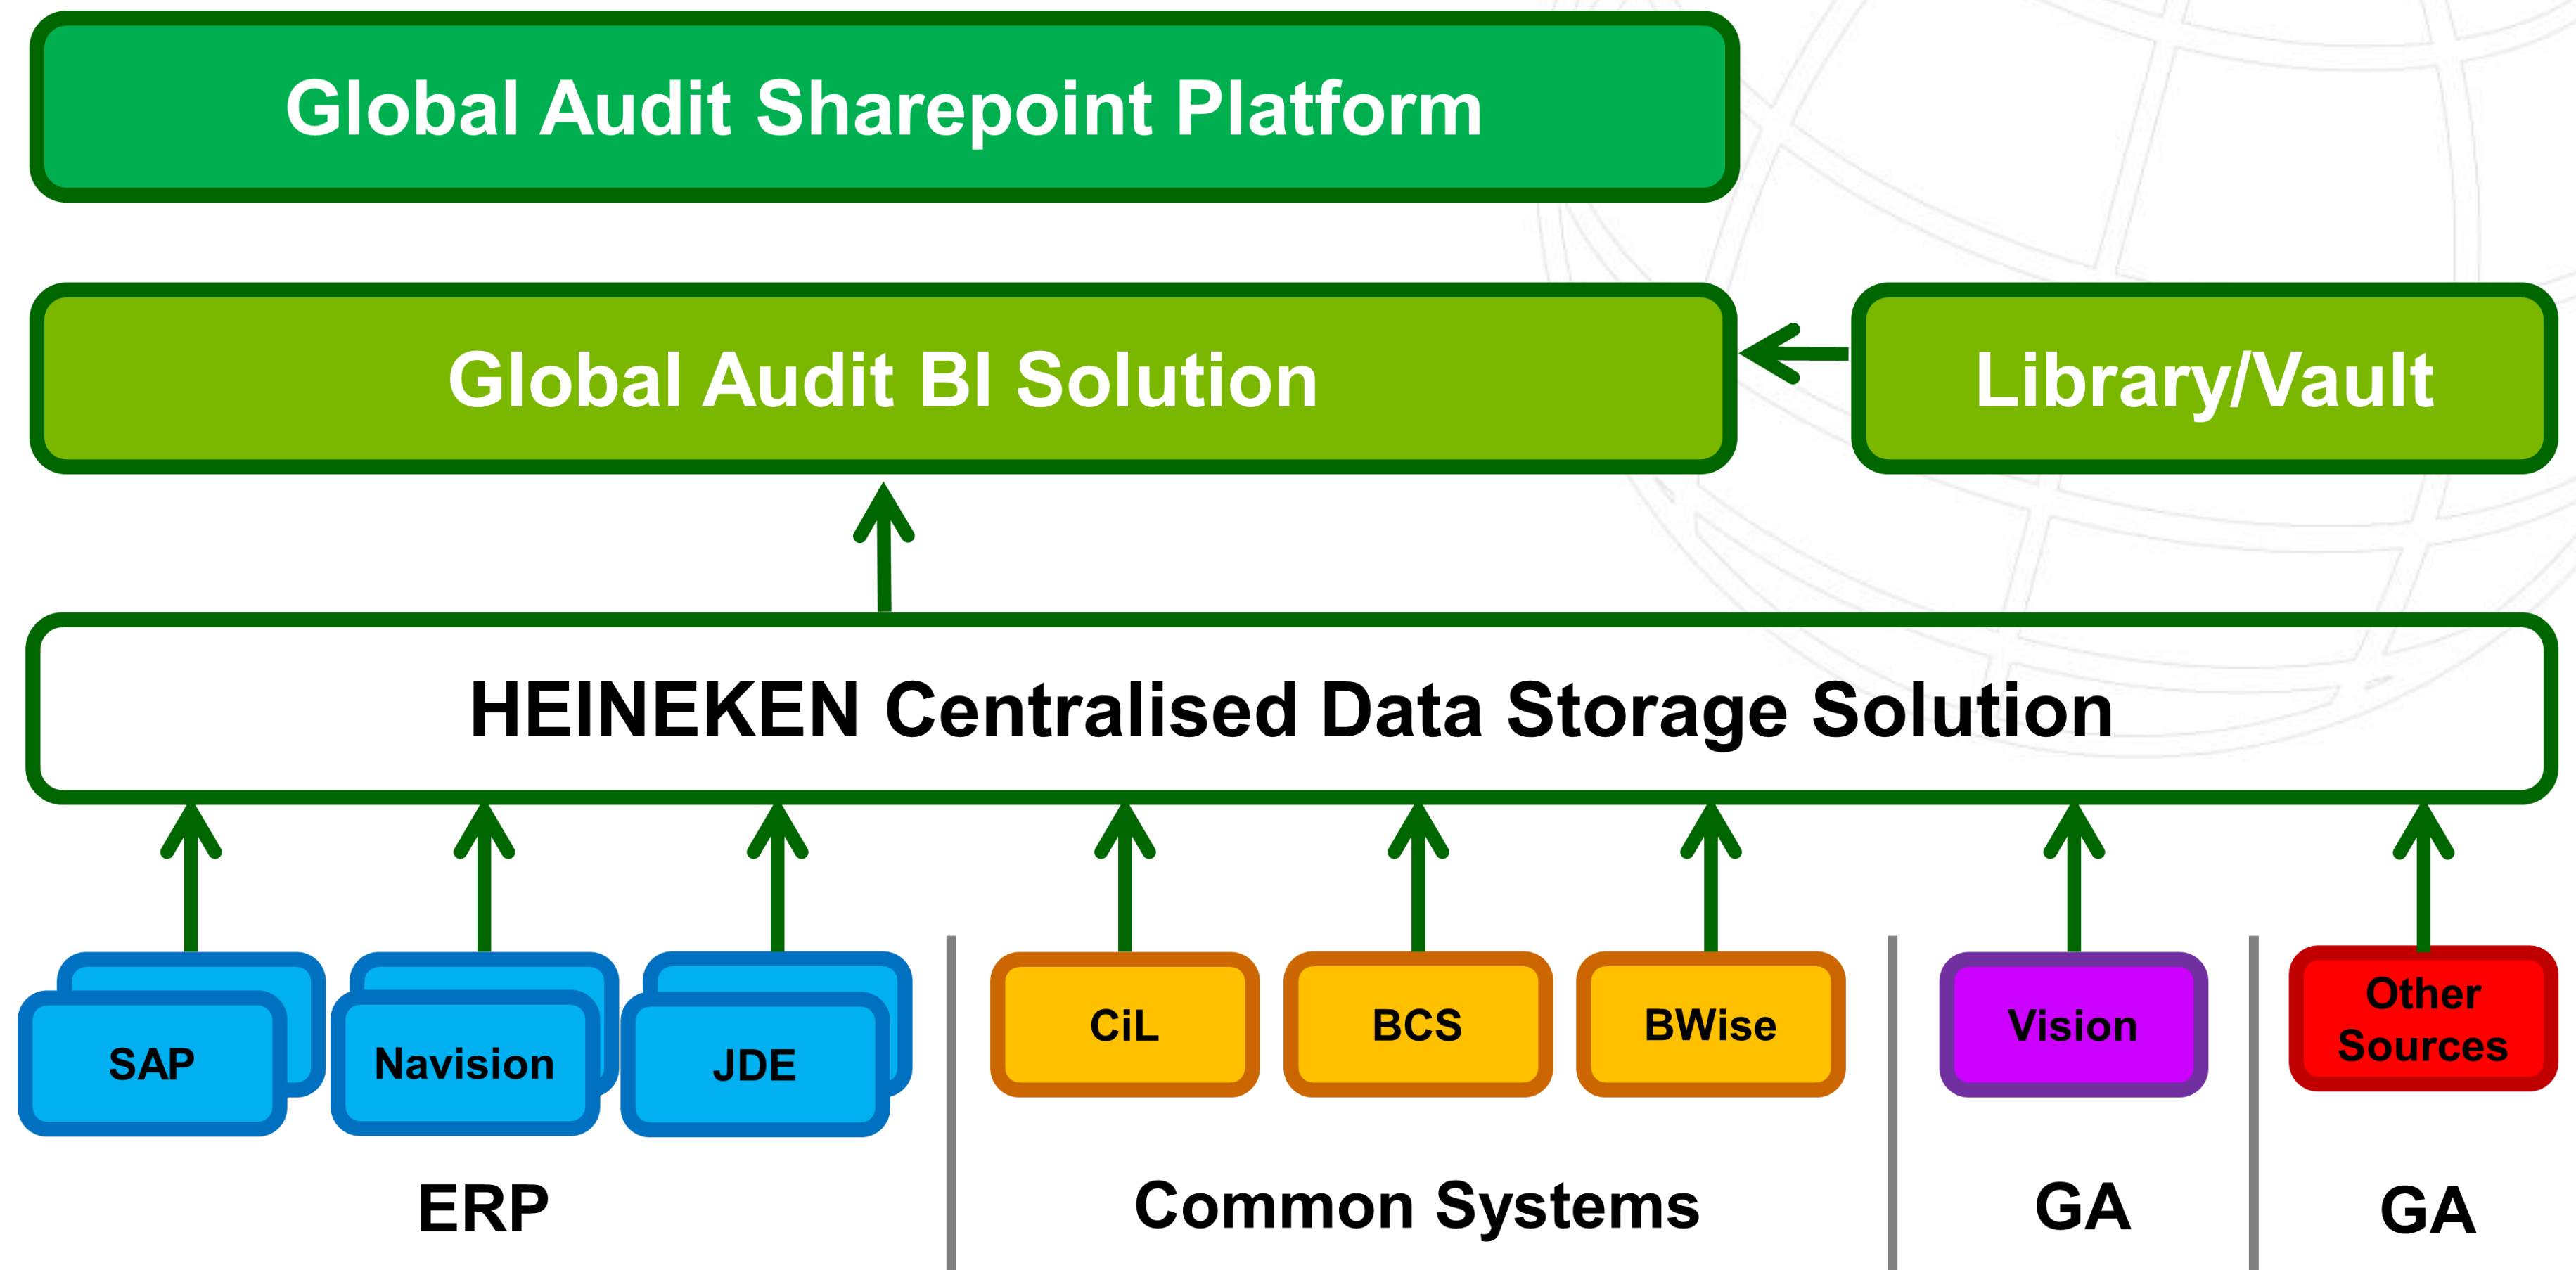 Global Audit Sharepoint Platform
Global Audit BI Solution
Library/Vault
HEINEKEN Centralised Data Storage Solution
SAP
Navision
JDE
CiL
BCS
BWise
Vision
Other
Sources
ERP
Common Systems
GA
GA